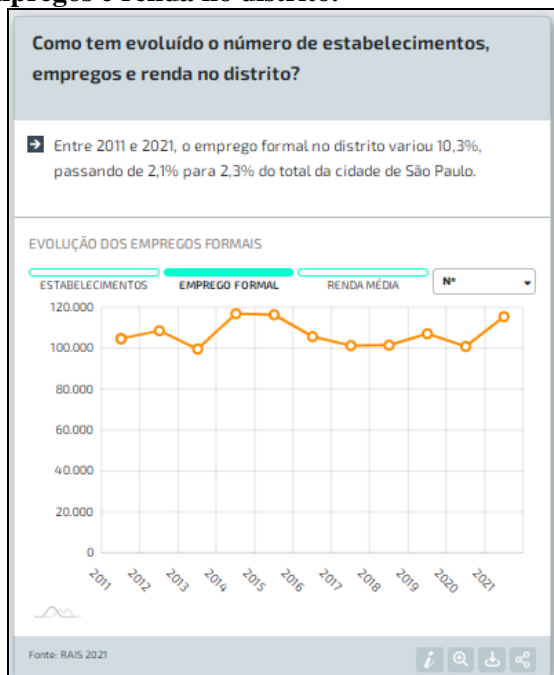 empregos e renda no distrito?
Como tem evoluído o número de estabelecimentos,
empregos e renda no distrito?
Entre 2011 e 2021, o emprego formal no distrito variou 10,3%,
passando de 2,1% para 2,3% do total da cidade de São Paulo.
EVOLUÇÃO DOS EMPREGOS FORMAIS
ESTABELECIMENTOS EMPREGO FORMAL RENDA MÉDIA Nº
120.000
100.000
80.000
60.000
40.000
20.000
0
2011 2012 2013 2014 2015 2016 2017 2018 2019 2020 2021
Fonte: RAIS 2021